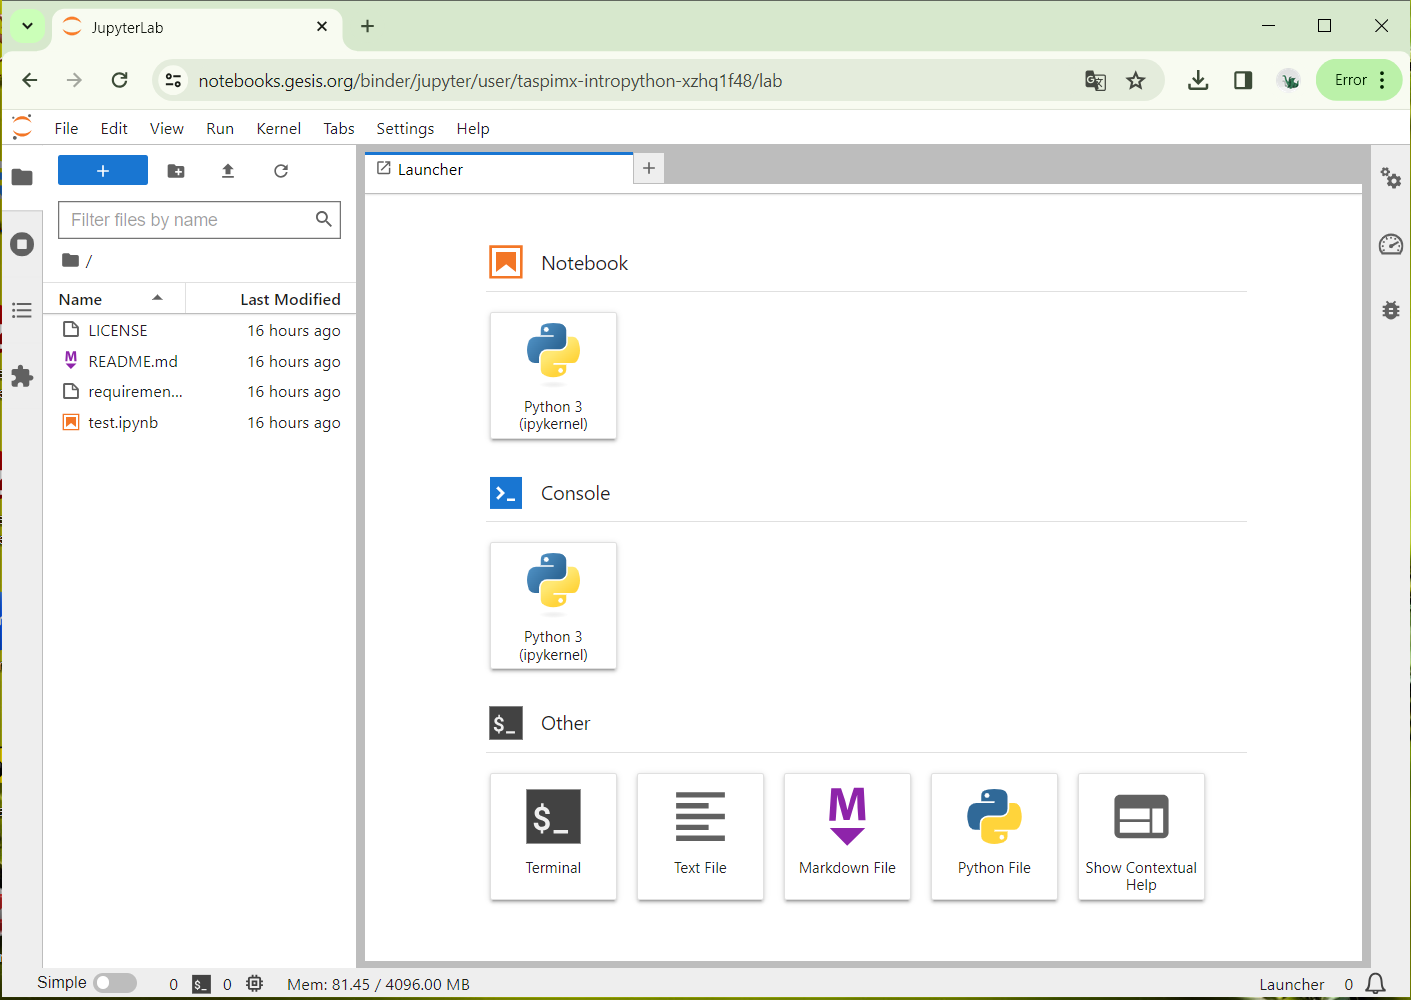 JupyterLab
notebooks.gesis.org/binder/jupyter/user/taspimx-intropython-xzhq1f48/lab
Error
File Edit View Run Kernel Tabs Settings Help
+
Launcher
+
Filter files by name
/
Name Last Modified
LICENSE 16 hours ago
README.md 16 hours ago
requiremen... 16 hours ago
test.ipynb 16 hours ago
Notebook
Python 3
(ipykernel)
Console
Python 3
(ipykernel)
$_ Other
$_
Terminal
Text File
M
Markdown File
Python File
Show Contextual
Help
Simple 0 $_ 0 Mem: 81.45 / 4096.00 MB
Launcher 0